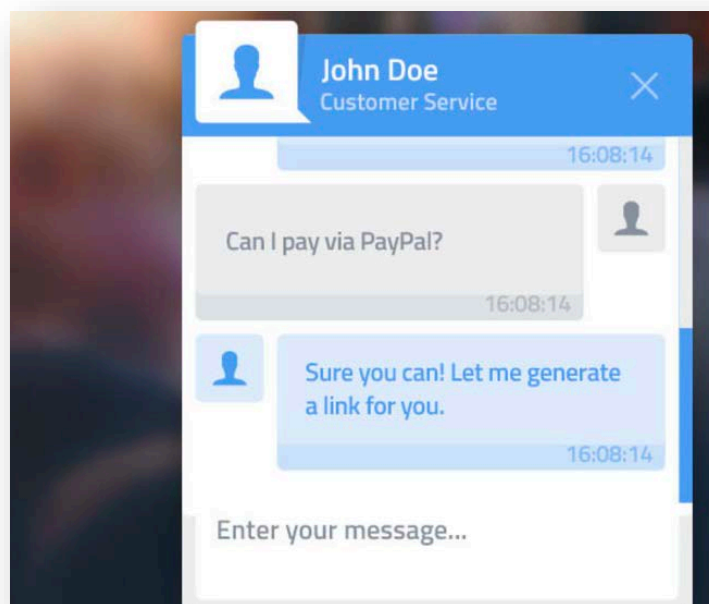 John Doe
Customer Service
16:08:14
Can I pay via PayPal?
16:08:14
Sure you can! Let me generate
a link for you.
16:08:14
Enter your message...